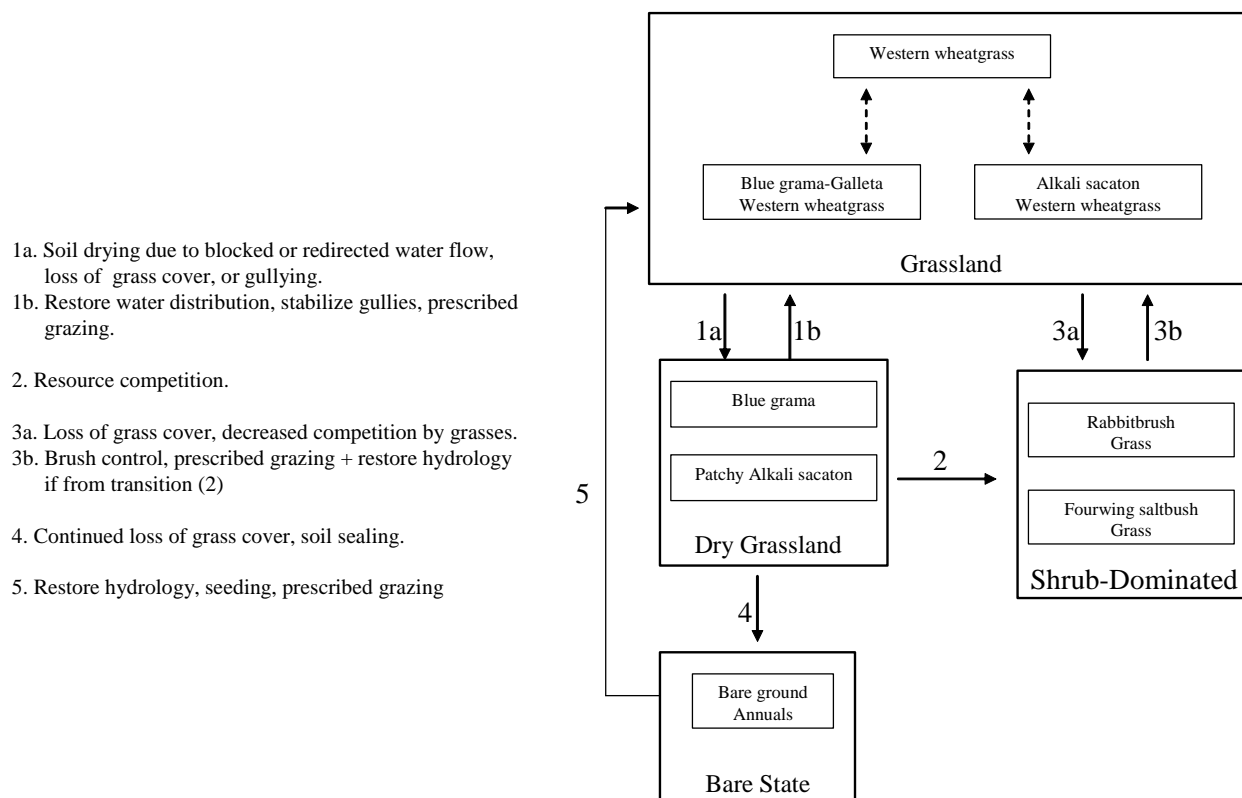 1a. Soil drying due to blocked or redirected water flow,
loss of grass cover, or gullying.
1b. Restore water distribution, stabilize gullies, prescribed
grazing.
2. Resource competition.
3a. Loss of grass cover, decreased competition by grasses.
3b. Brush control, prescribed grazing + restore hydrology
if from transition (2)
4. Continued loss of grass cover, soil sealing.
5. Restore hydrology, seeding, prescribed grazing
Western wheatgrass
Blue grama-Galleta
Western wheatgrass
Alkali sacaton
Western wheatgrass
Grassland
1a
1b
3a
3b
Blue grama
Patchy Alkali sacaton
Dry Grassland
2
Rabbitbrush
Grass
Fourwing saltbush
Grass
Shrub-Dominated
5
4
Bare ground
Annuals
Bare State